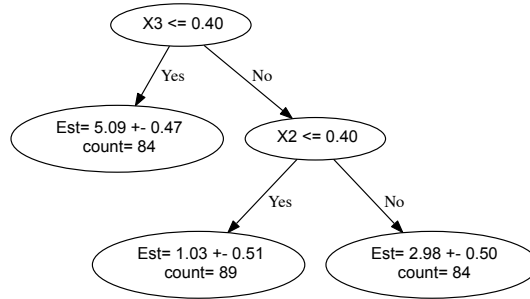 X3 <= 0.40
Yes
No
Est= 5.09 +- 0.47
count= 84
X2 <= 0.40
Yes
No
Est= 1.03 +- 0.51
count= 89
Est= 2.98 +- 0.50
count= 84